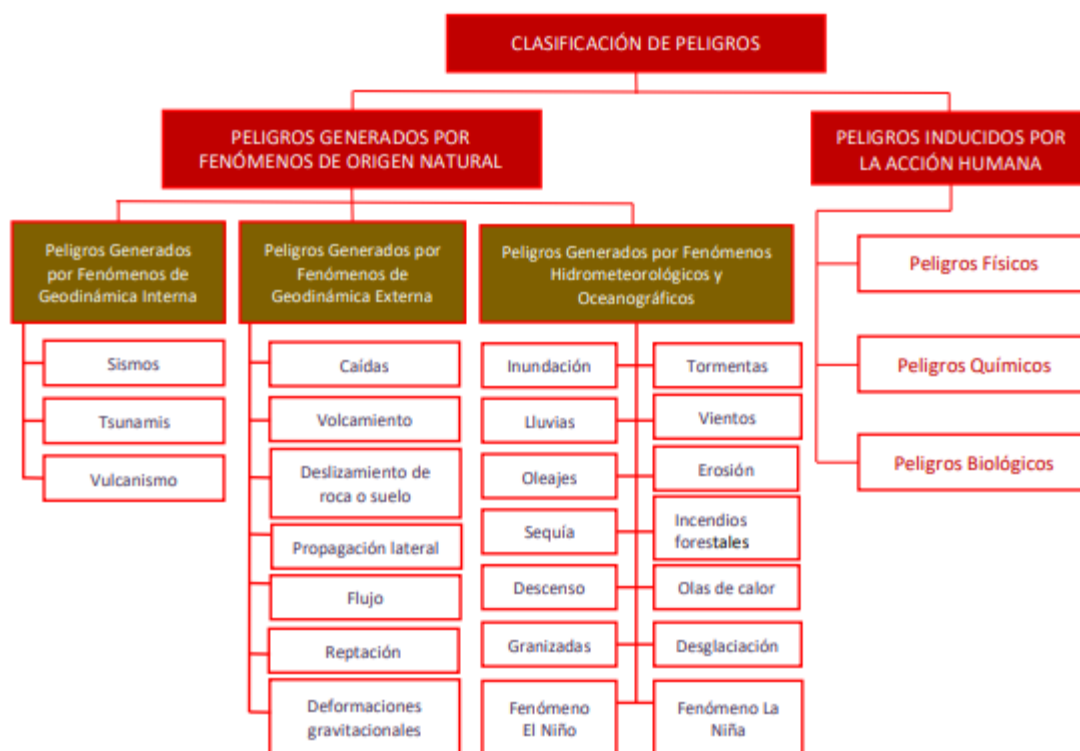 CLASIFICACIÓN DE PELIGROS
PELIGROS GENERADOS POR
FENÓMENOS DE ORIGEN NATURAL
PELIGROS INDUCIDOS POR
LA ACCIÓN HUMANA
Peligros Generados
por Fenómenos de
Geodinámica Interna
Sismos
Tsunamis
Vulcanismo
Peligros Generados por
Fenómenos de
Geodinámica Externa
Caídas
Volcamiento
Deslizamiento de
roca o suelo
Propagación lateral
Flujo
Reptación
Deformaciones
gravitacionales
Peligros Generados por Fenómenos
Hidrometeorológicos y
Oceanográficos
Inundación
Lluvias
Oleajes
Sequía
Descenso
Granizadas
Fenómeno
El Niño
Tormentas
Vientos
Erosión
Incendios
forestales
Olas de calor
Desglaciación
Fenómeno La
Niña
Peligros Físicos
Peligros Químicos
Peligros Biológicos